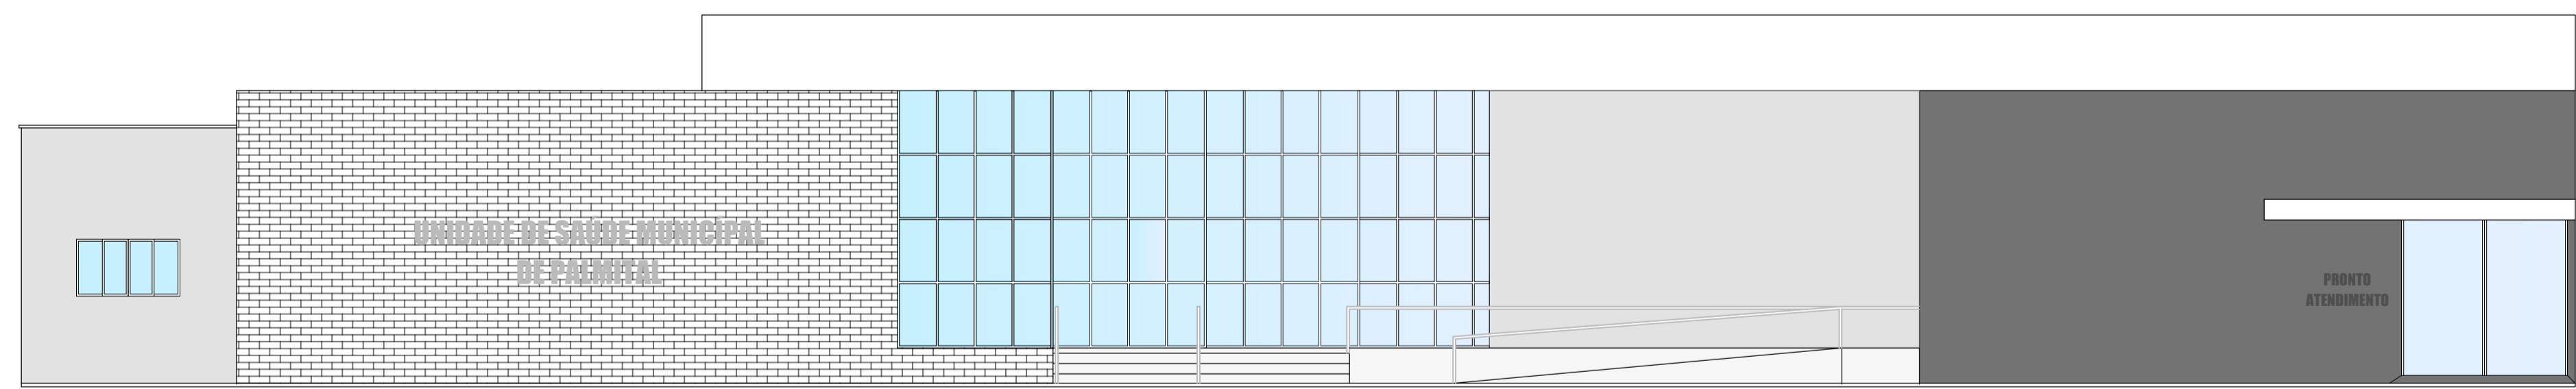 UNIDADE DE SAÚDE MUNICIPAL
DE PALMITAL
PRONTO
ATENDIMENTO